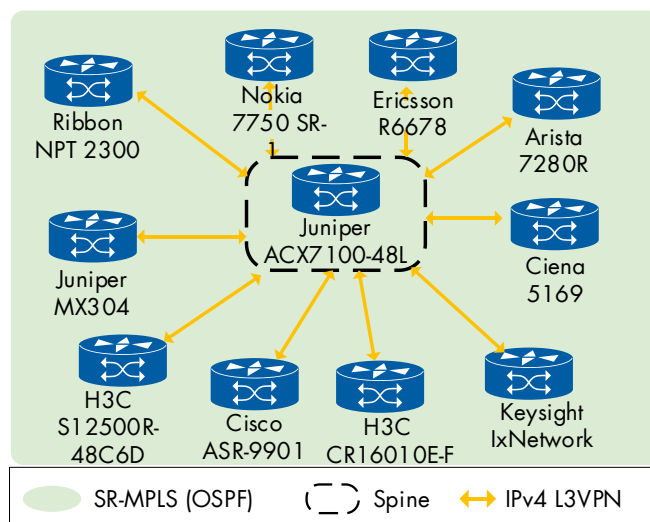 Ribbon
NPT 2300
Nokia
7750 SR-
1
Ericsson
R6678
Arista
7280R
Juniper
ACX7100-48L
Juniper
MX304
Ciena
5169
H3C
S12500R-
48C6D
Cisco
ASR-9901
H3C
CR16010E-F
Keysight
IxNetwork
SR-MPLS (OSPF)
Spine
IPv4 L3VPN